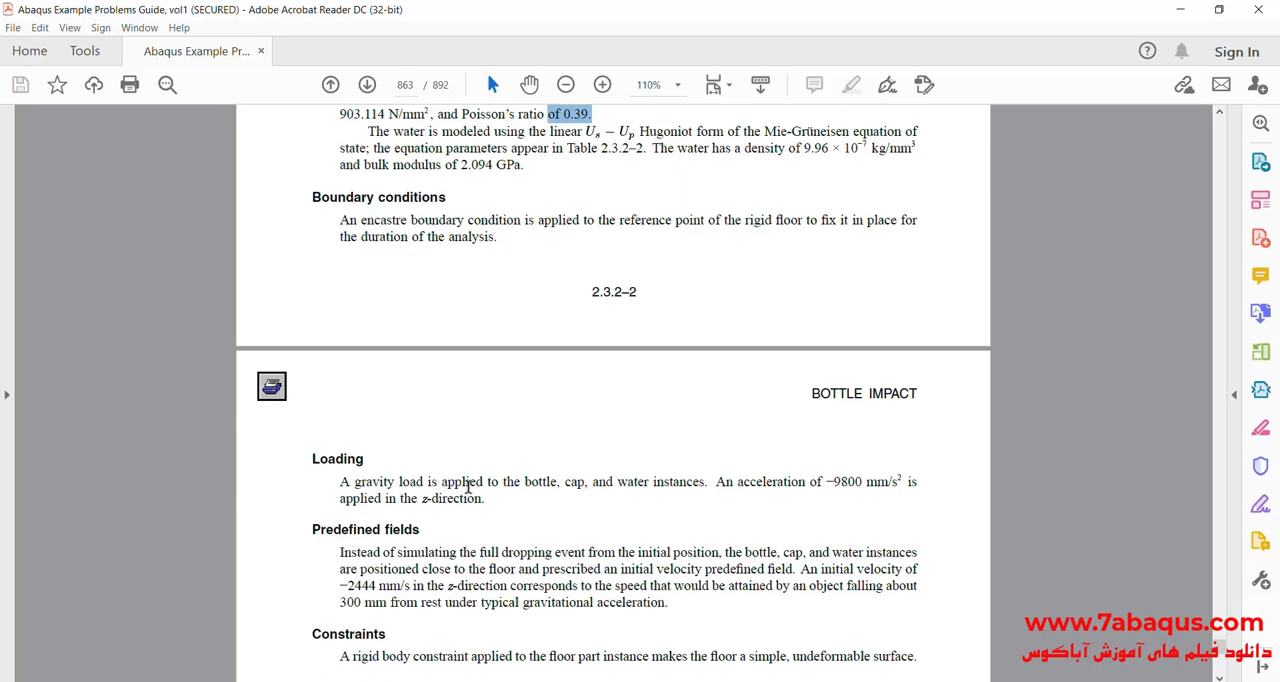 Abaqus Example Problems Guide, vol1 (SECURED) - Adobe Acrobat Reader DC (32-bit)
File Edit View Sign Window Help
Home Tools Abaqus Example Pr... × Sign In
863 / 892 110%
903.114 N/mm², and Poisson's ratio of 0.39.
The water is modeled using the linear Us − Up Hugoniot form of the Mie-Grüneisen equation of
state; the equation parameters appear in Table 2.3.2–2. The water has a density of 9.96 × 10⁻⁷ kg/mm³
and bulk modulus of 2.094 GPa.
Boundary conditions
An encastre boundary condition is applied to the reference point of the rigid floor to fix it in place for
the duration of the analysis.
2.3.2–2
BOTTLE IMPACT
Loading
A gravity load is applied to the bottle, cap, and water instances. An acceleration of −9800 mm/s² is
applied in the z-direction.
Predefined fields
Instead of simulating the full dropping event from the initial position, the bottle, cap, and water instances
are positioned close to the floor and prescribed an initial velocity predefined field. An initial velocity of
−2444 mm/s in the z-direction corresponds to the speed that would be attained by an object falling about
300 mm from rest under typical gravitational acceleration.
Constraints
A rigid body constraint applied to the floor part instance makes the floor a simple, undeformable surface.
www.7abaqus.com
دانلود فیلم های آموزش آباکوس